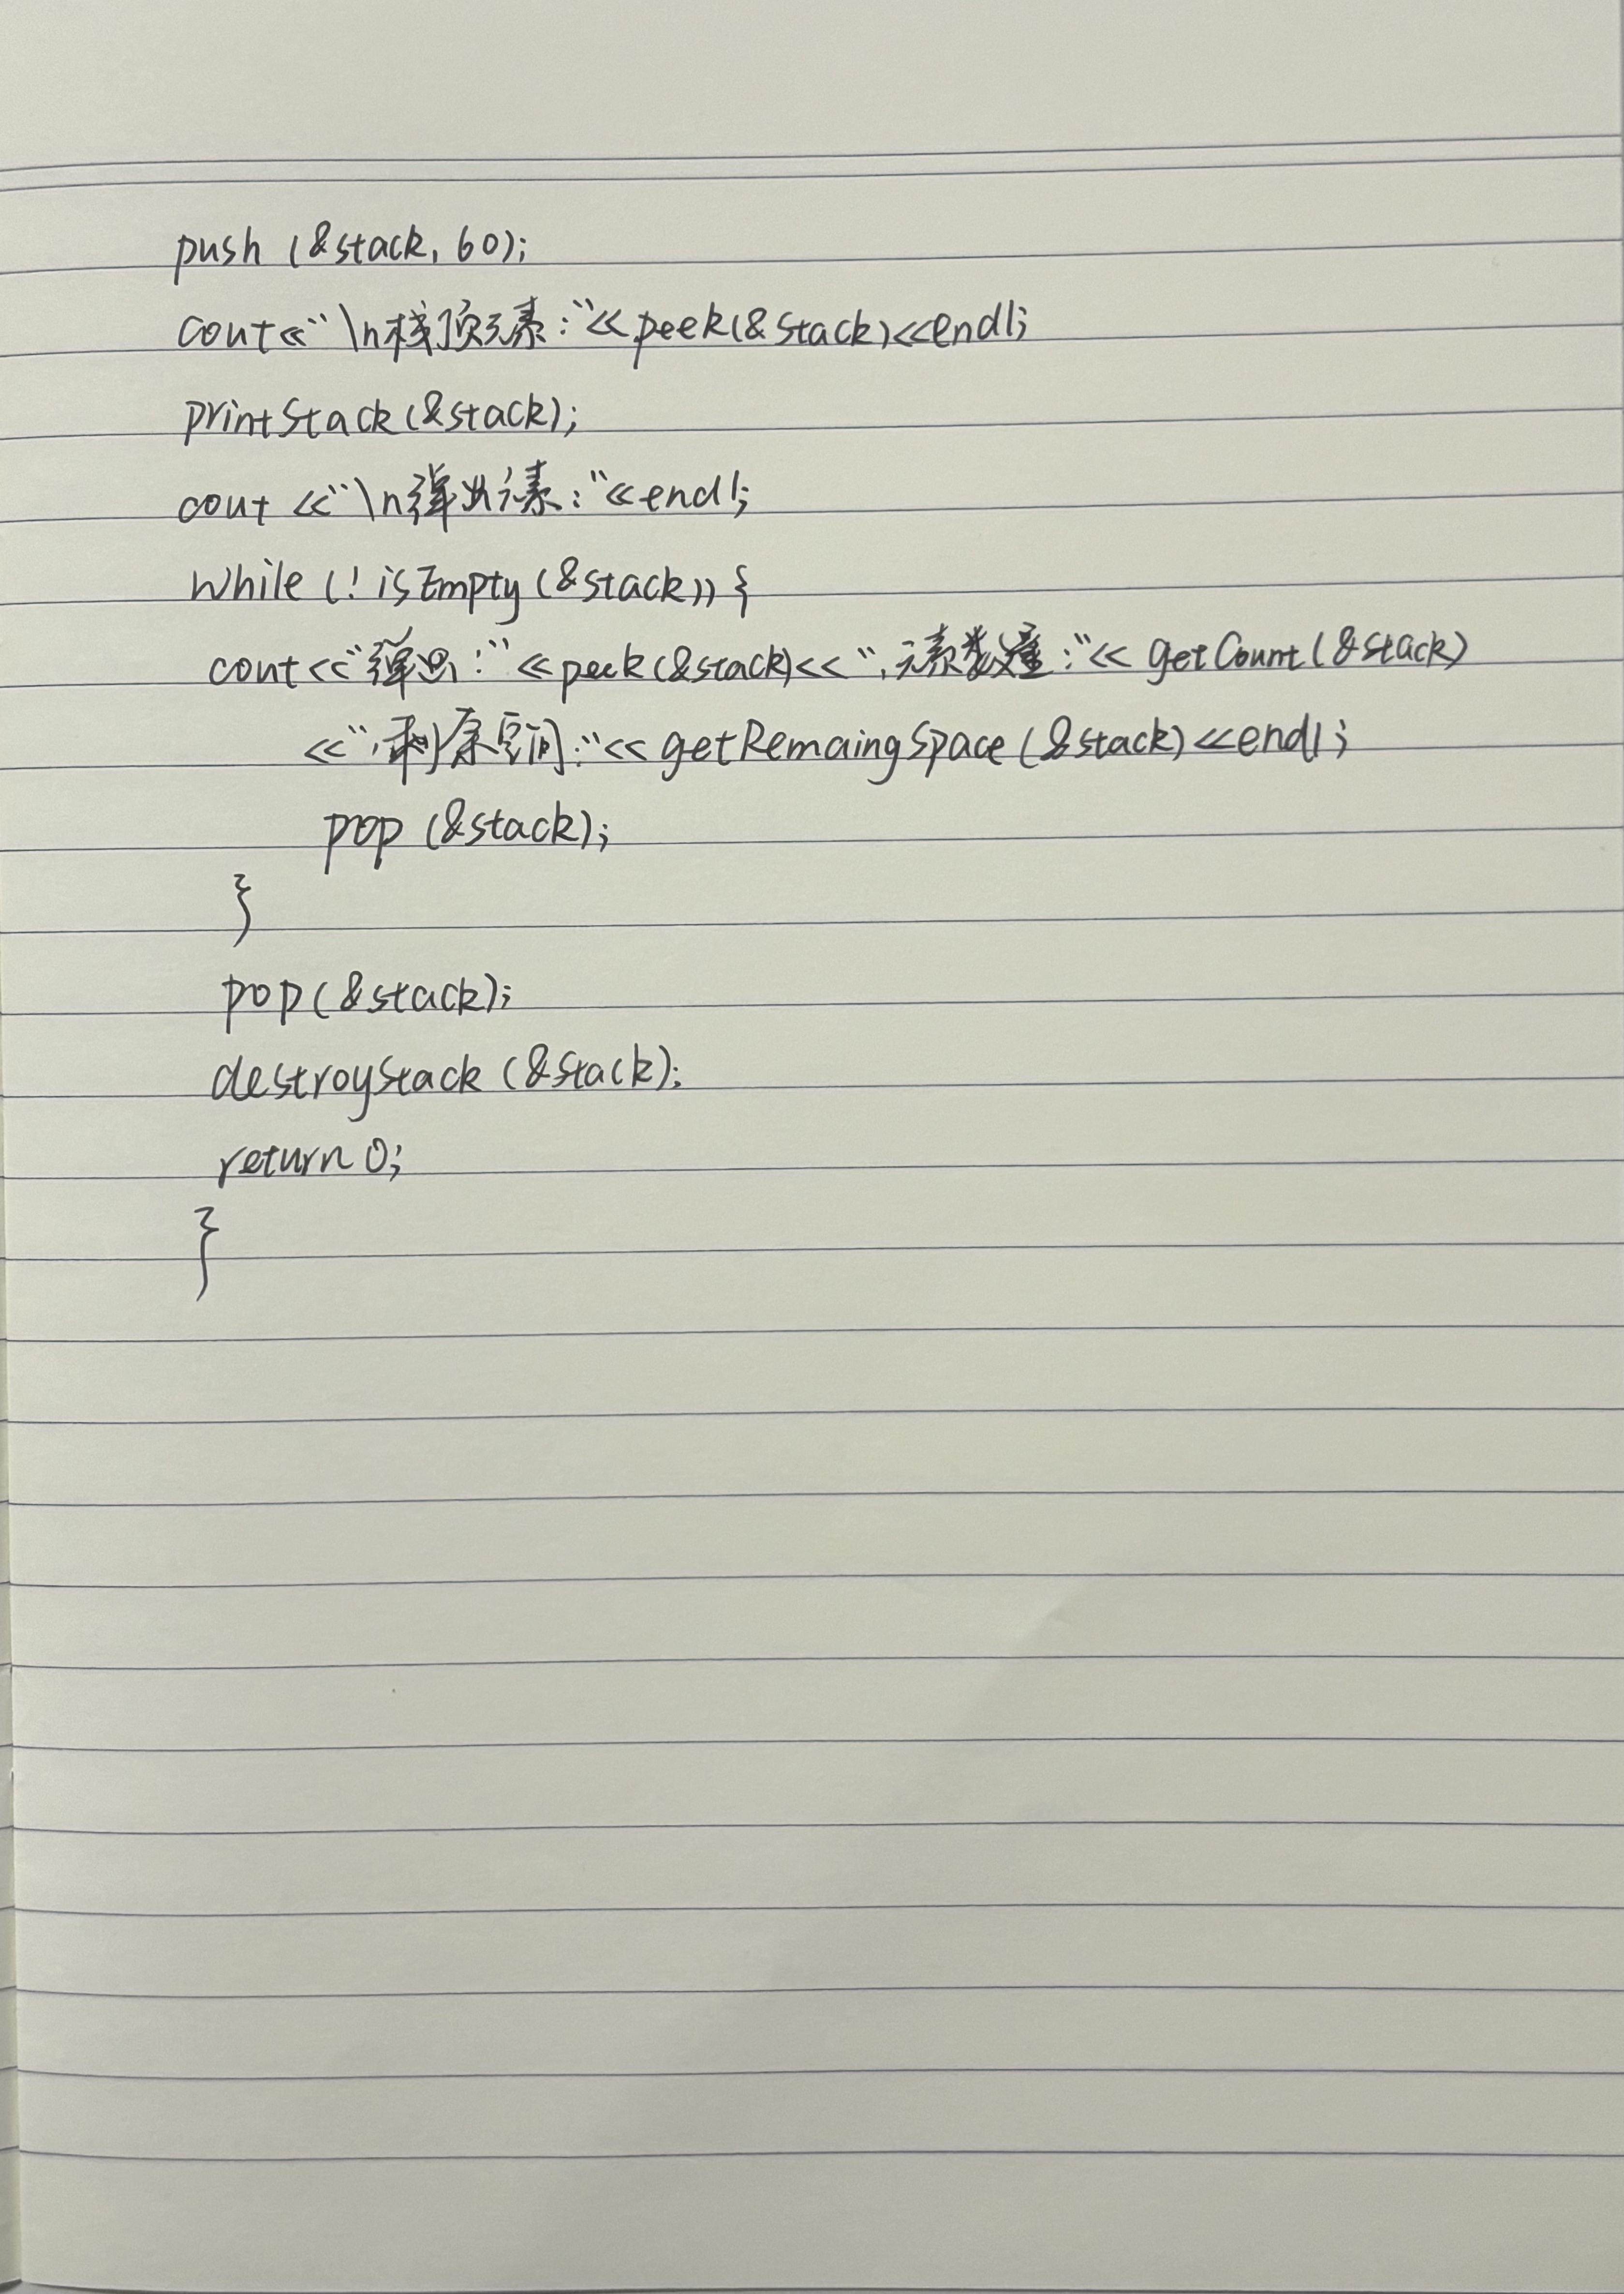 push (&stack, 60);
cout<<"\n栈顶元素:"<<peek(&stack)<<endl;
printStack(&stack);
cout <<"\n弹出元素:"<<endl;
while (! isEmpty (&stack)) {
cout<<"弹出:"<<peek(&stack)<<",元素数量:"<< getCount(&stack)
<<",剩余空间:"<<getRemaingSpace(&stack)<<endl;
pop (&stack);
}
pop(&stack);
destroyStack (&stack);
return 0;
}